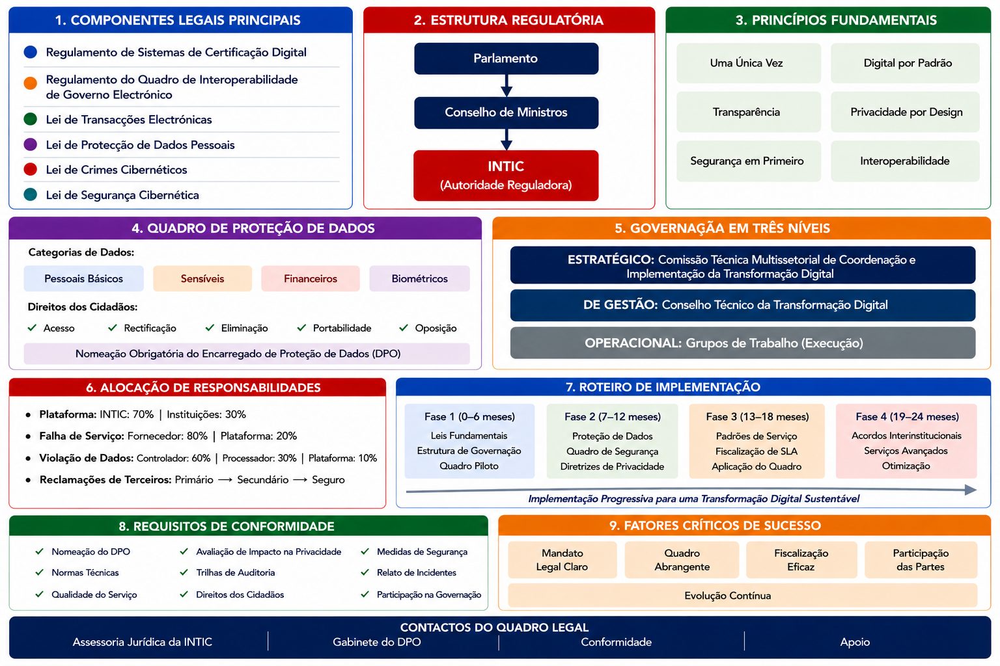 1. COMPONENTES LEGAIS PRINCIPAIS
Regulamento de Sistemas de Certificação Digital
Regulamento do Quadro de Interoperabilidade
de Governo Electrónico
Lei de Transacções Electrónicas
Lei de Protecção de Dados Pessoais
Lei de Crimes Cibernéticos
Lei de Segurança Cibernética
2. ESTRUTURA REGULATÓRIA
Parlamento
Conselho de Ministros
INTIC
(Autoridade Reguladora)
3. PRINCÍPIOS FUNDAMENTAIS
Uma Única Vez
Digital por Padrão
Transparência
Privacidade por Design
Segurança em Primeiro
Interoperabilidade
4. QUADRO DE PROTEÇÃO DE DADOS
Categorias de Dados:
Pessoais Básicos
Sensíveis
Financeiros
Biométricos
Direitos dos Cidadãos:
✓ Acesso
✓ Rectificação
✓ Eliminação
✓ Portabilidade
✓ Oposição
Nomeação Obrigatória do Encarregado de Proteção de Dados (DPO)
5. GOVERNAÇÃA EM TRÊS NÍVEIS
ESTRATÉGICO: Comissão Técnica Multissetorial de Coordenação e
Implementação da Transformação Digital
DE GESTÃO: Conselho Técnico da Transformação Digital
OPERACIONAL: Grupos de Trabalho (Execução)
6. ALOCAÇÃO DE RESPONSABILIDADES
• Plataforma: INTIC: 70% | Instituições: 30%
• Falha de Serviço: Fornecedor: 80% | Plataforma: 20%
• Violação de Dados: Controlador: 60% | Processador: 30% | Plataforma: 10%
• Reclamações de Terceiros: Primário → Secundário → Seguro
7. ROTEIRO DE IMPLEMENTAÇÃO
Fase 1 (0–6 meses)
Leis Fundamentais
Estrutura de Governação
Quadro Piloto
Fase 2 (7–12 meses)
Proteção de Dados
Quadro de Segurança
Diretrizes de Privacidade
Fase 3 (13–18 meses)
Padrões de Serviço
Fiscalização de SLA
Aplicação do Quadro
Fase 4 (19–24 meses)
Acordos Interinstitucionais
Serviços Avançados
Otimização
Implementação Progressiva para uma Transformação Digital Sustentável
8. REQUISITOS DE CONFORMIDADE
✓ Nomeação do DPO
✓ Avaliação de Impacto na Privacidade
✓ Medidas de Segurança
✓ Normas Técnicas
✓ Trilhas de Auditoria
✓ Relato de Incidentes
✓ Qualidade do Serviço
✓ Direitos dos Cidadãos
✓ Participação na Governação
9. FATORES CRÍTICOS DE SUCESSO
Mandato
Legal Claro
Quadro
Abrangente
Fiscalização
Eficaz
Participação
das Partes
Evolução Contínua
CONTACTOS DO QUADRO LEGAL
Assessoria Jurídica da INTIC
Gabinete do DPO
Conformidade
Apoio